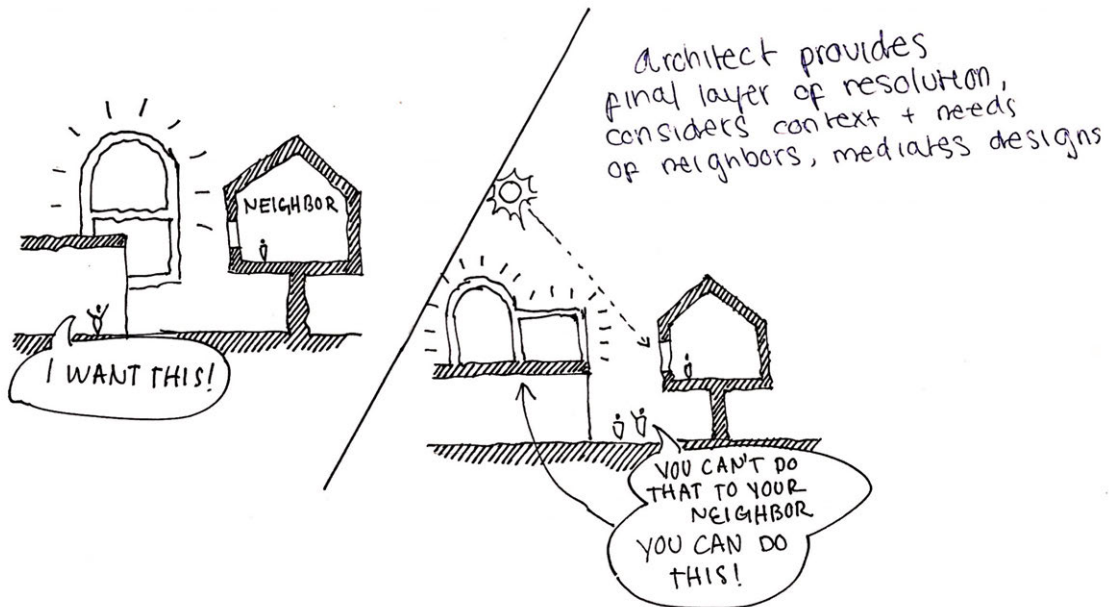 architect provides
final layer of resolution,
considers context + needs
of neighbors, mediates designs
NEIGHBOR
I WANT THIS!
YOU CAN'T DO
THAT TO YOUR
NEIGHBOR
YOU CAN DO
THIS!